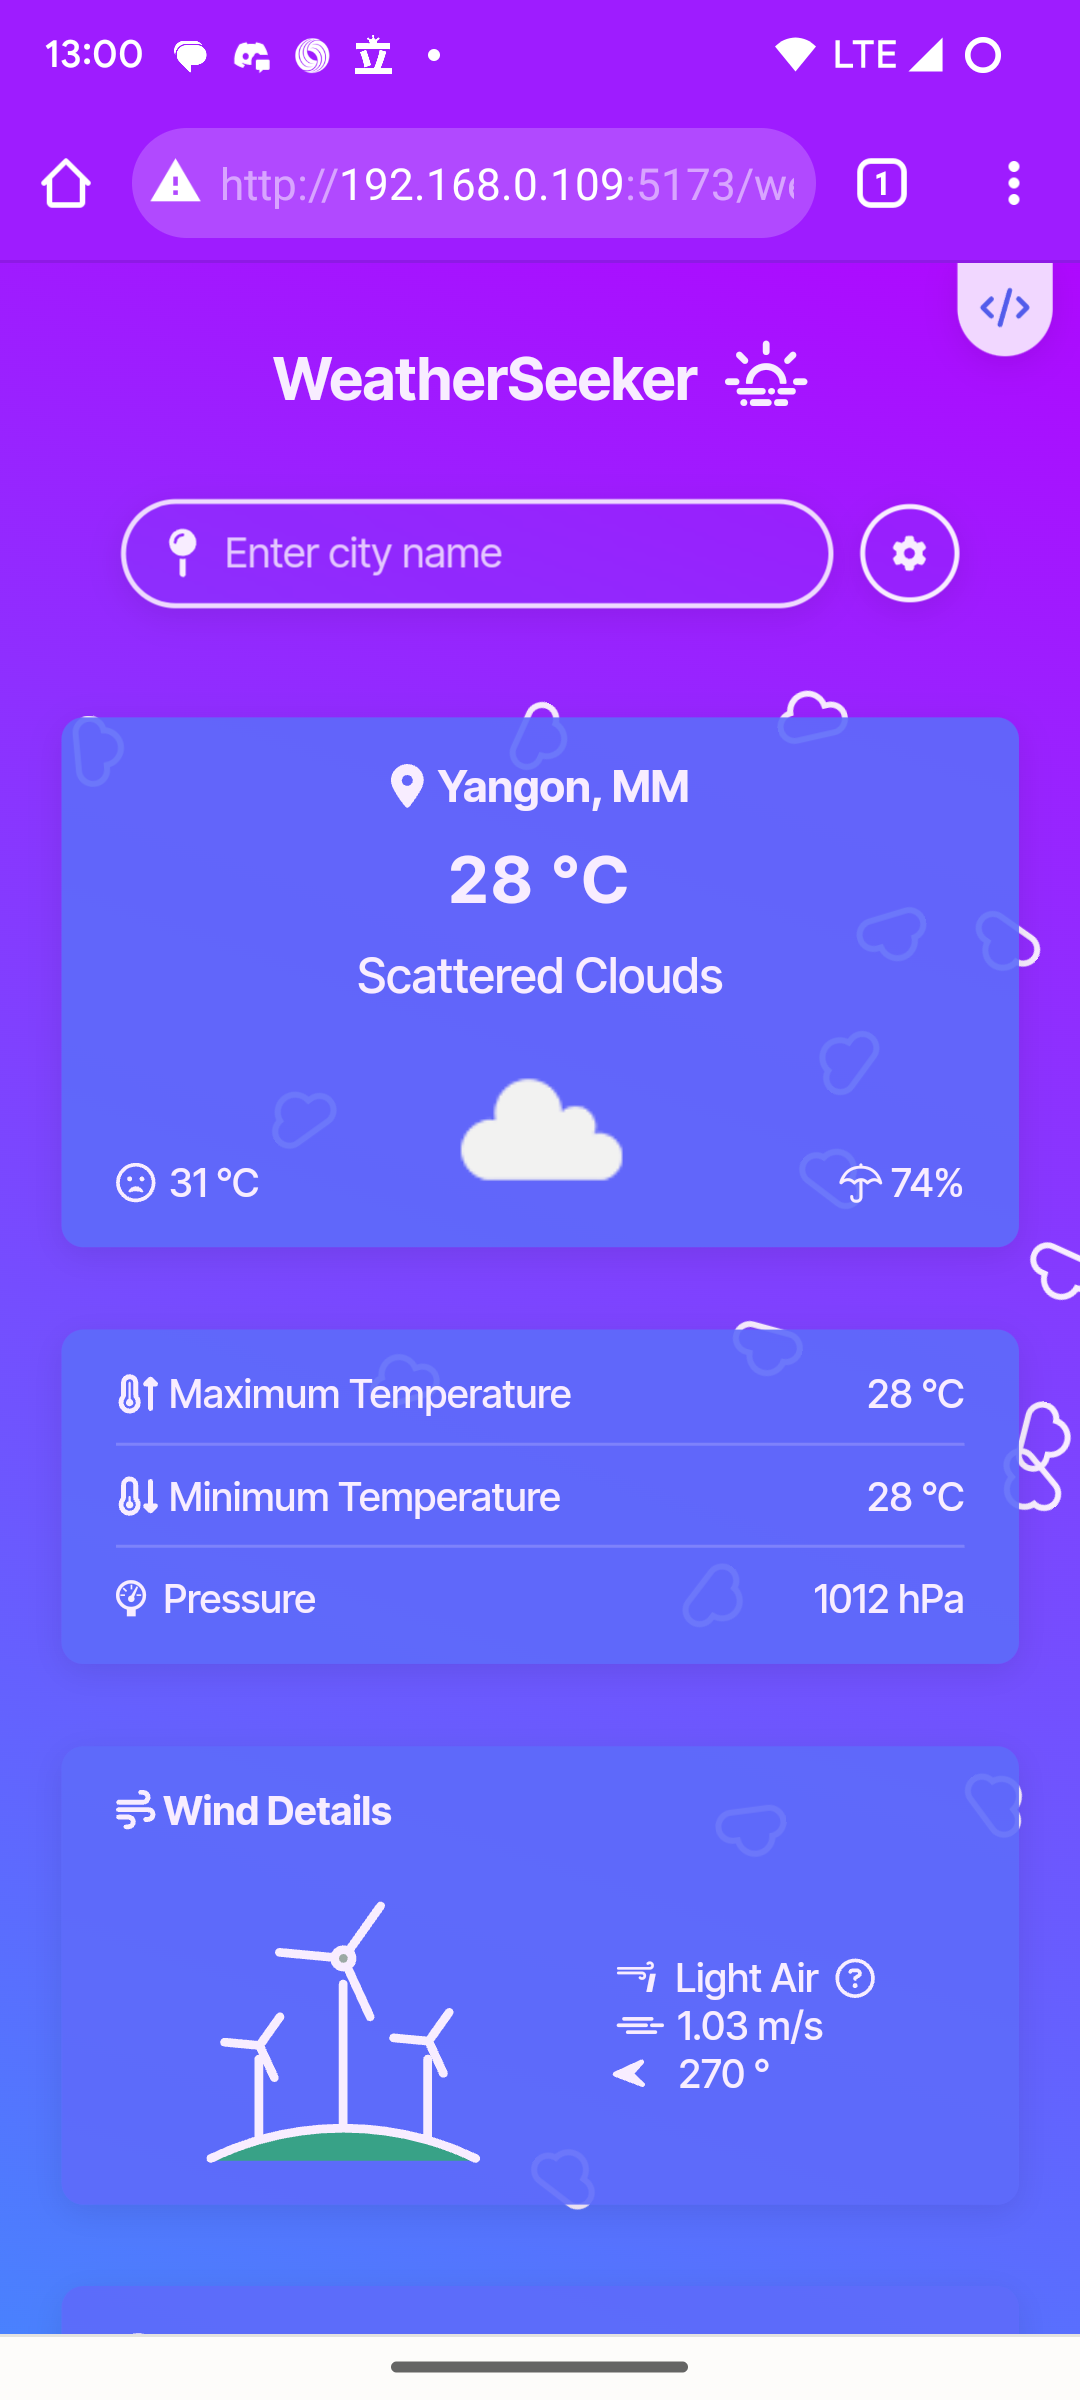 13:00 LTE
http://192.168.0.109:5173/we
1
</>
WeatherSeeker
Enter city name
Yangon, MM
28 °C
Scattered Clouds
31 °C
74%
Maximum Temperature 28 °C
Minimum Temperature 28 °C
Pressure 1012 hPa
Wind Details
Light Air ?
1.03 m/s
270 °